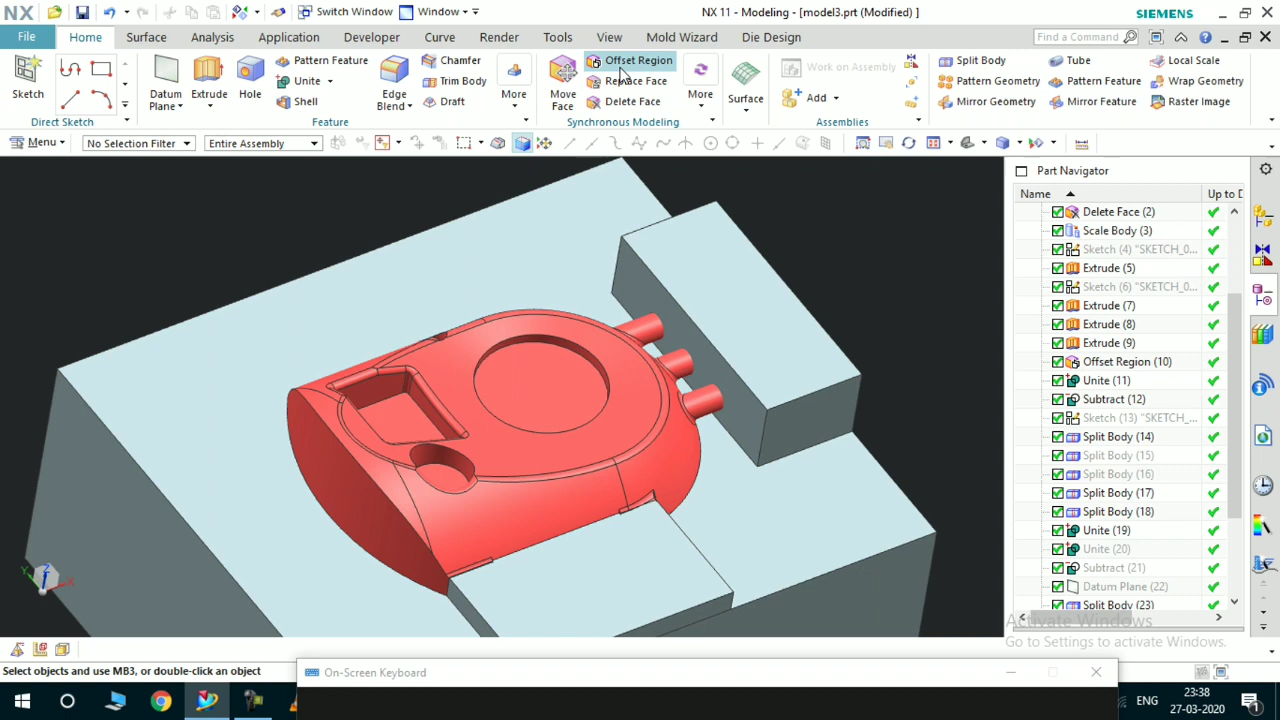 NX
Switch Window
Window
NX 11 - Modeling - [model3.prt (Modified) ]
SIEMENS
File
Home
Surface
Analysis
Application
Developer
Curve
Render
Tools
View
Mold Wizard
Die Design
Find a Command
Sketch
Direct Sketch
Datum Plane
Extrude
Hole
Pattern Feature
Unite
Shell
Edge Blend
Chamfer
Trim Body
Draft
More
Feature
Move Face
Offset Region
Replace Face
Delete Face
More
Synchronous Modeling
Surface
Work on Assembly
Add
Assemblies
Split Body
Pattern Geometry
Mirror Geometry
Tube
Pattern Face
Mirror Feature
Local Scale
Wrap Geometry
Raster Image
Menu
No Selection Filter
Entire Assembly
Part Navigator
Name
Up to D
Delete Face (2)
Scale Body (3)
Sketch (4) "SKETCH_0...
Extrude (5)
Sketch (6) "SKETCH_0...
Extrude (7)
Extrude (8)
Extrude (9)
Offset Region (10)
Unite (11)
Subtract (12)
Sketch (13) "SKETCH_...
Split Body (14)
Split Body (15)
Split Body (16)
Split Body (17)
Split Body (18)
Unite (19)
Unite (20)
Subtract (21)
Datum Plane (22)
Split Body (23)
Y
Z
X
Activate Windows
Go to Settings to activate Windows.
Select objects and use MB3, or double-click an object
On-Screen Keyboard
ENG
23:38
27-03-2020
1